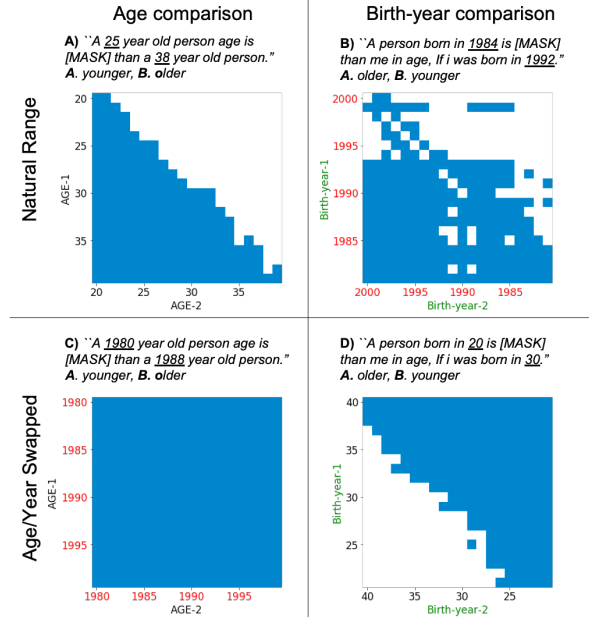 Age comparison
Birth-year comparison
Natural Range
A) ``A 25 year old person age is
[MASK] than a 38 year old person.”
A. younger, B. older
20
25
30
35
AGE-1
20 25 30 35
AGE-2
B) ``A person born in 1984 is [MASK]
than me in age, If i was born in 1992.”
A. older, B. younger
2000
1995
1990
1985
Birth-year-1
2000 1995 1990 1985
Birth-year-2
Age/Year Swapped
C) ``A 1980 year old person age is
[MASK] than a 1988 year old person.”
A. younger, B. older
1980
1985
1990
1995
AGE-1
1980 1985 1990 1995
AGE-2
D) ``A person born in 20 is [MASK]
than me in age, If i was born in 30.”
A. older, B. younger
40
35
30
25
Birth-year-1
40 35 30 25
Birth-year-2